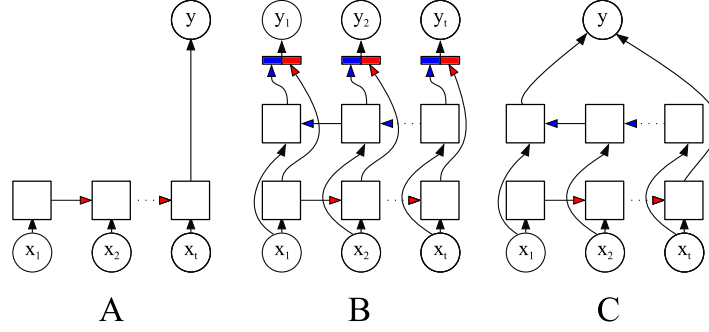 y y₁ y₂ yₜ y
x₁ x₂ xₜ x₁ x₂ xₜ x₁ x₂ xₜ
A B C